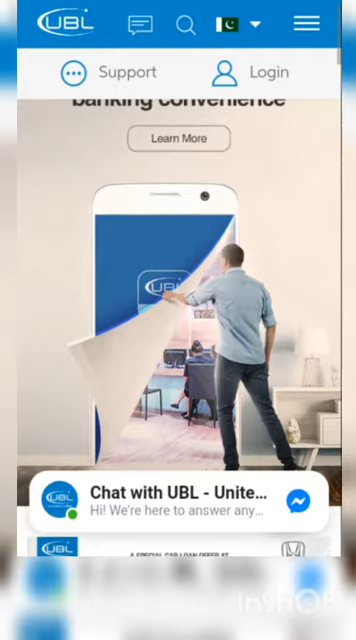 UBL
Support
Login
banking convenience
Learn More
UBL
UBL
Chat with UBL - Unite...
Hi! We're here to answer any...
UBL
A SPECIAL CAR LOAN OFFER AT
InShOt